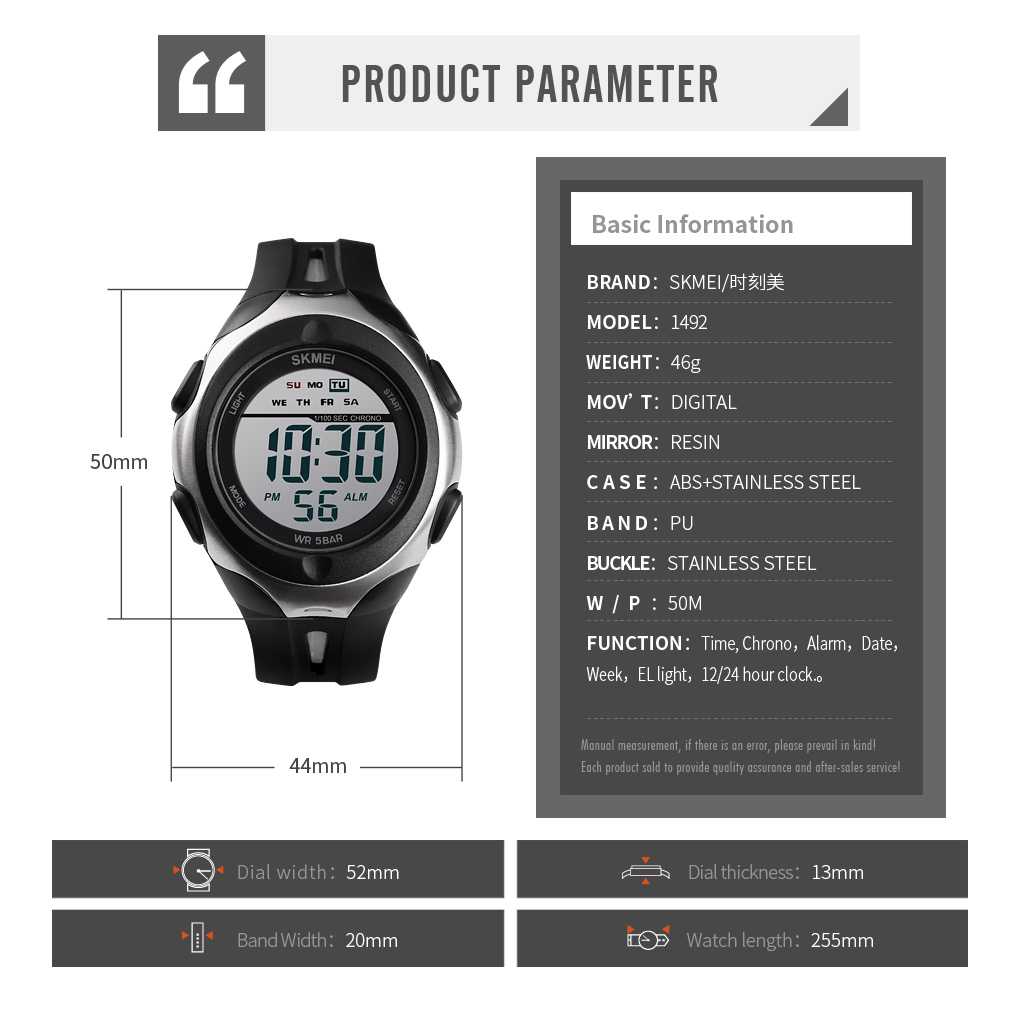 PRODUCT PARAMETER
Basic Information
BRAND: SKMEI/时刻美
MODEL: 1492
WEIGHT: 46g
MOV’ T: DIGITAL
MIRROR: RESIN
CASE: ABS+STAINLESS STEEL
BAND: PU
BUCKLE: STAINLESS STEEL
W / P : 50M
FUNCTION: Time, Chrono, Alarm, Date,
Week, EL light, 12/24 hour clock.。
Manual measurement, if there is an error, please prevail in kind!
Each product sold to provide quality assurance and after-sales service!
SKMEI
LIGHT
START
SU MO TU
WE TH FR SA
1/100 SEC CHRONO
10:30
PM 56 ALM
MODE
RESET
WR 5BAR
50mm
44mm
Dial width: 52mm
Dial thickness: 13mm
Band Width: 20mm
Watch length: 255mm